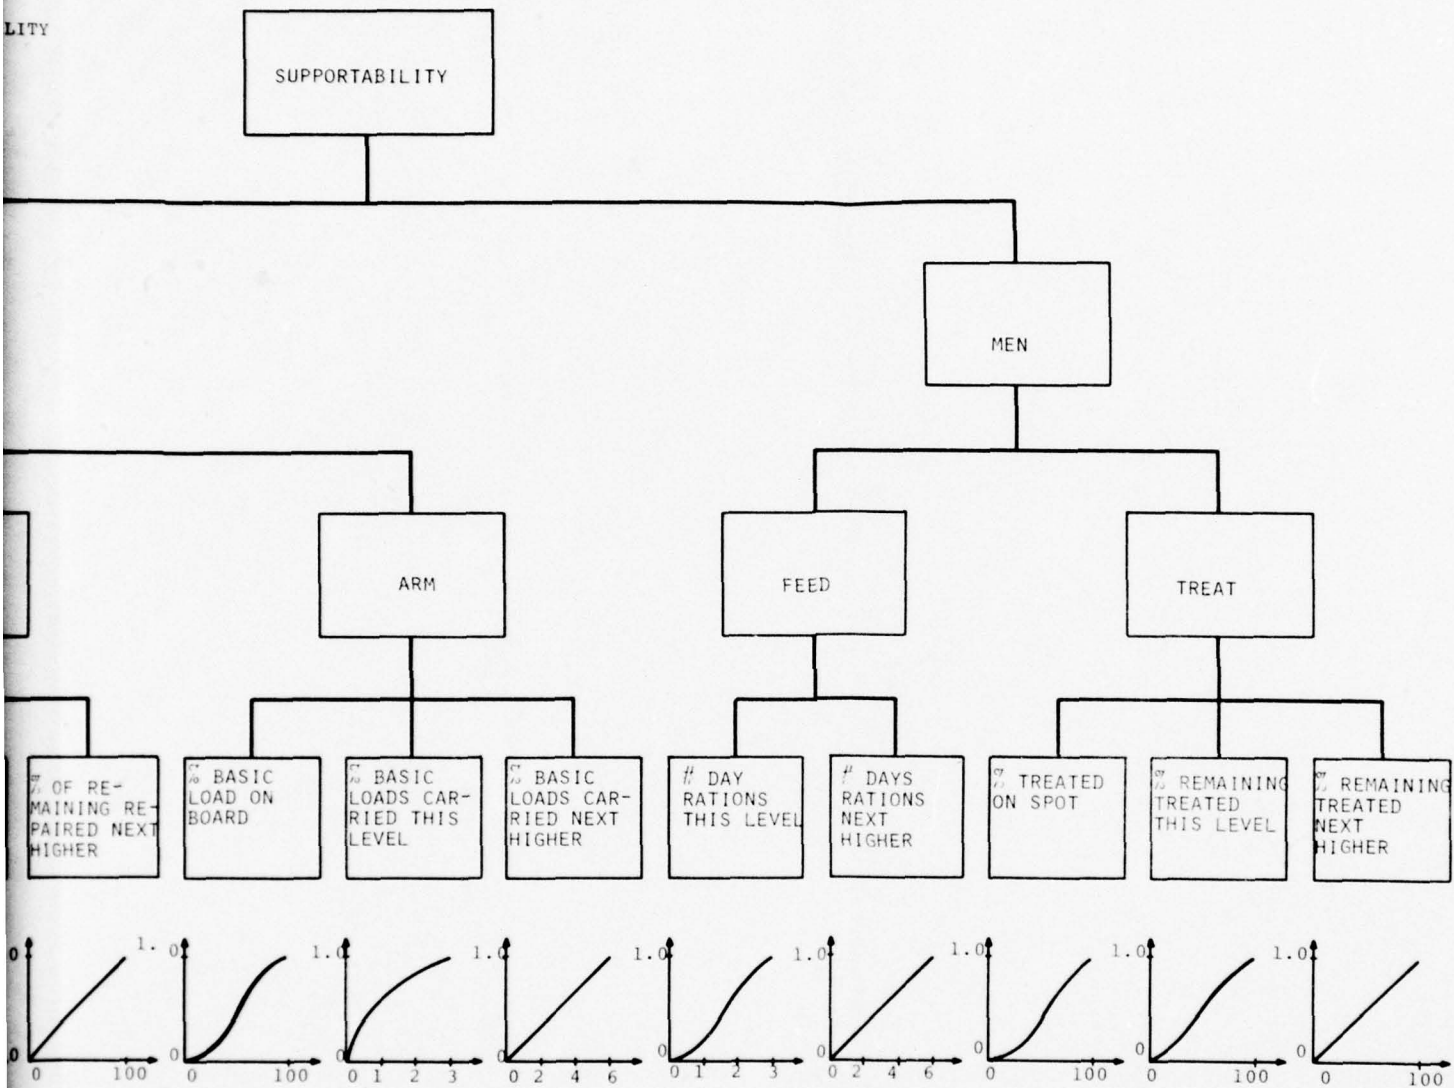 LITY
SUPPORTABILITY
MEN
ARM
FEED
TREAT
% OF RE-
MAINING RE-
PAIRED NEXT
HIGHER
% BASIC
LOAD ON
BOARD
% BASIC
LOADS CAR-
RIED THIS
LEVEL
% BASIC
LOADS CAR-
RIED NEXT
HIGHER
# DAY
RATIONS
THIS LEVEL
# DAYS
RATIONS
NEXT
HIGHER
% TREATED
ON SPOT
% REMAINING
TREATED
THIS LEVEL
% REMAINING
TREATED
NEXT
HIGHER
0 1.0 1.0 1.0 1.0 1.0 1.0 1.0 1.0
0 0 0 0 0 0 0 0 0
0 100
0 100
0 1 2 3
0 2 4 6
0 1 2 3
0 2 4 6
0 100
0 100
0 100